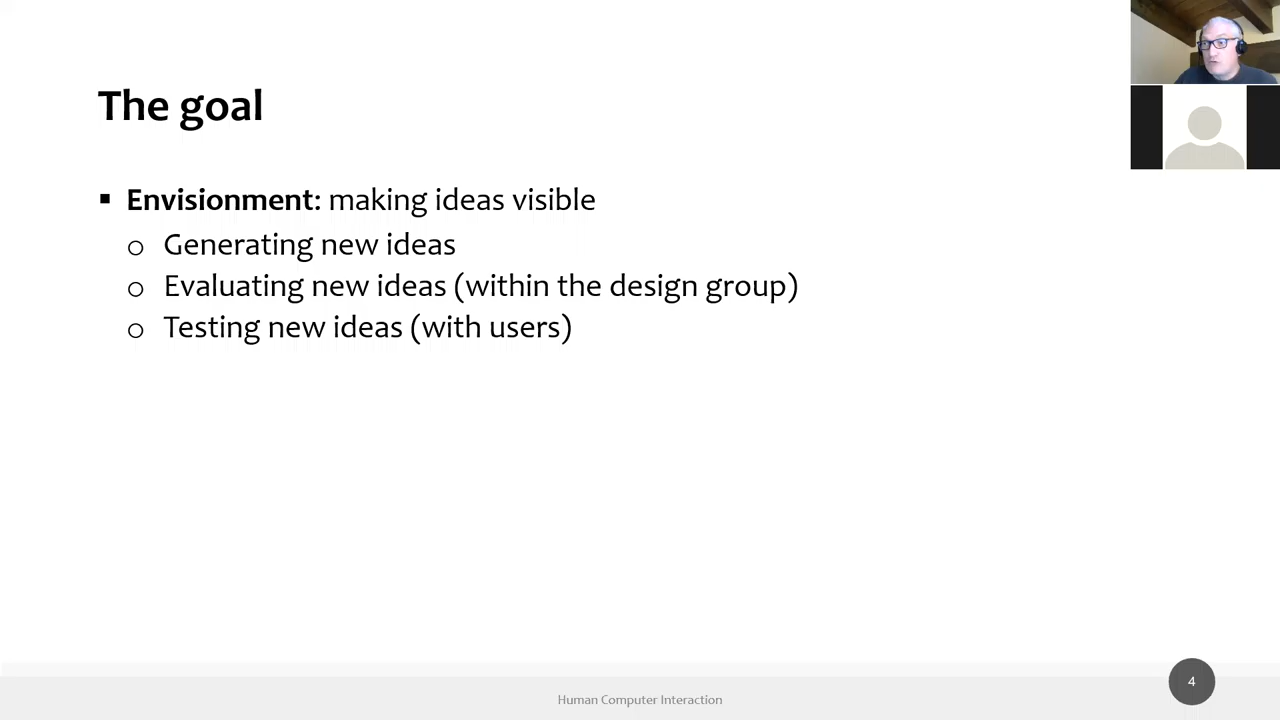 The goal
▪ Envisionment: making ideas visible
o Generating new ideas
o Evaluating new ideas (within the design group)
o Testing new ideas (with users)
Human Computer Interaction
4